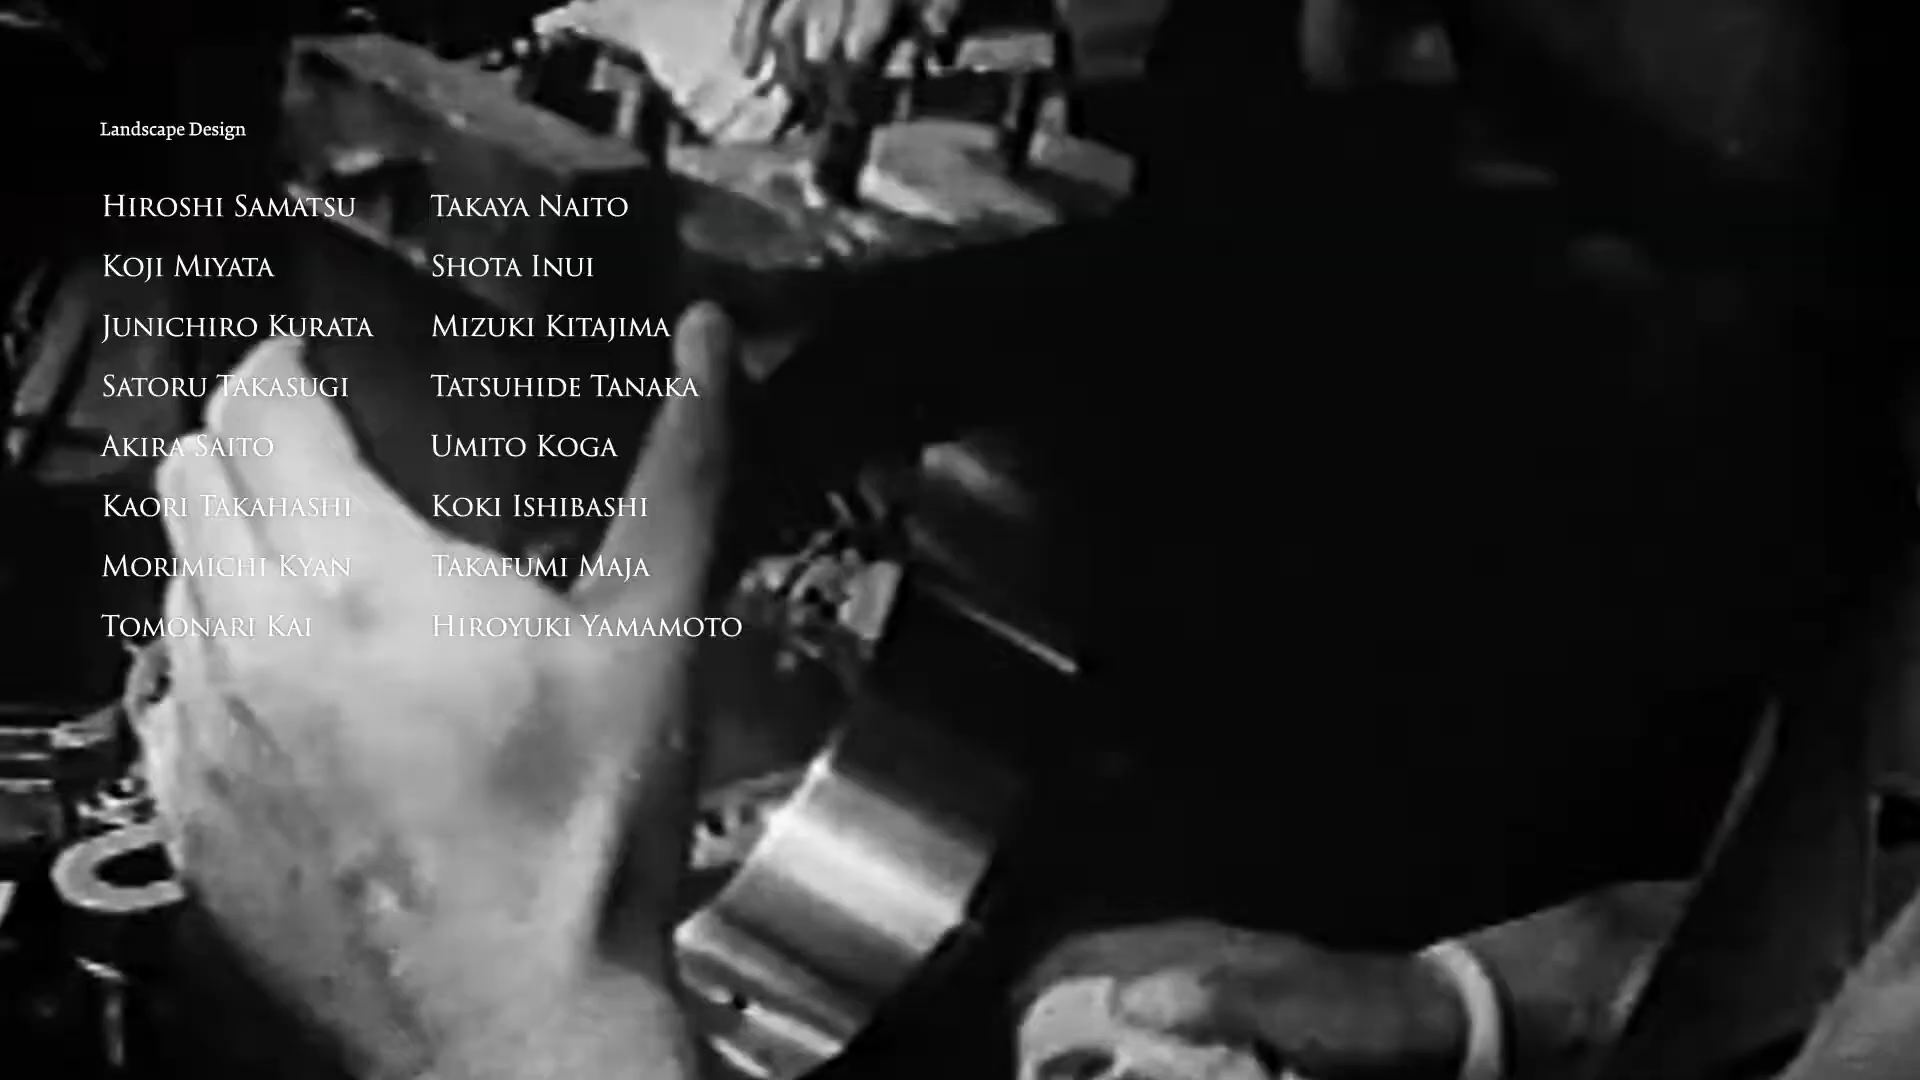 Landscape Design
HIROSHI SAMATSU
KOJI MIYATA
JUNICHIRO KURATA
SATORU TAKASUGI
AKIRA SAITO
KAORI TAKAHASHI
MORIMICHI KYAN
TOMONARI KAI
TAKAYA NAITO
SHOTA INUI
MIZUKI KITAJIMA
TATSUHIDE TANAKA
UMITO KOGA
KOKI ISHIBASHI
TAKAFUMI MAJA
HIROYUKI YAMAMOTO